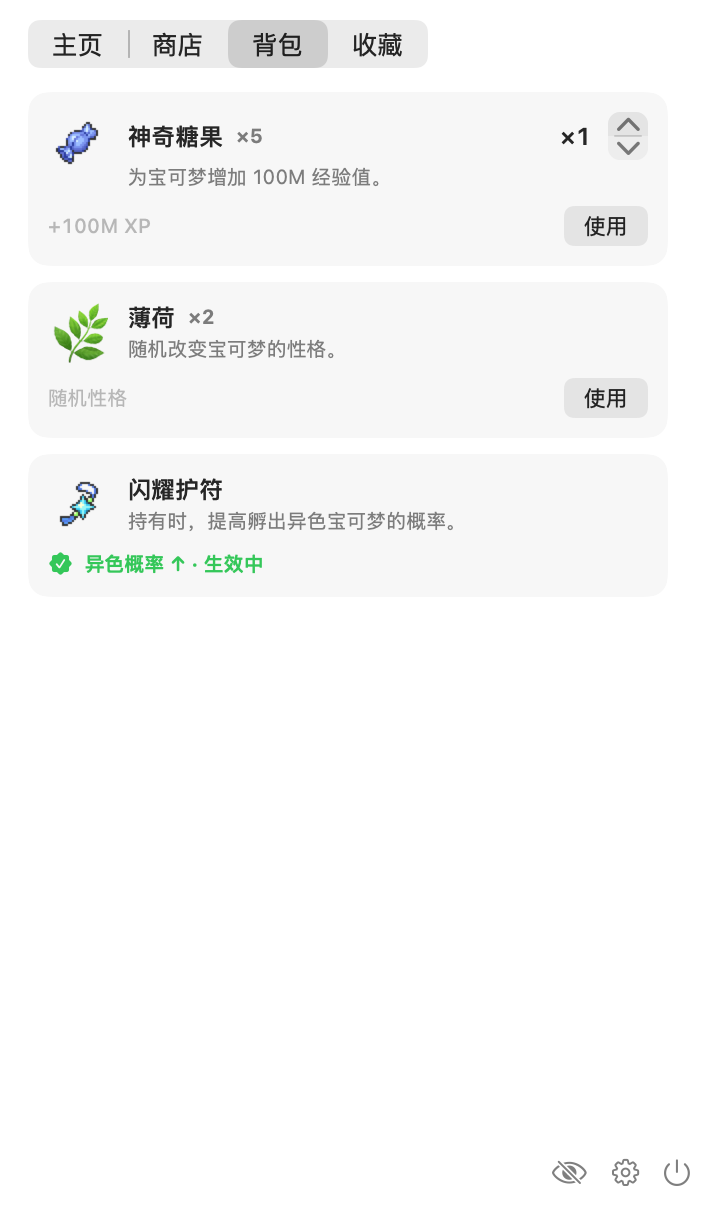 主页 商店 背包 收藏
神奇糖果 ×5 ×1
为宝可梦增加 100M 经验值。
+100M XP 使用
薄荷 ×2
随机改变宝可梦的性格。
随机性格 使用
闪耀护符
持有时，提高孵出异色宝可梦的概率。
异色概率 ↑ · 生效中